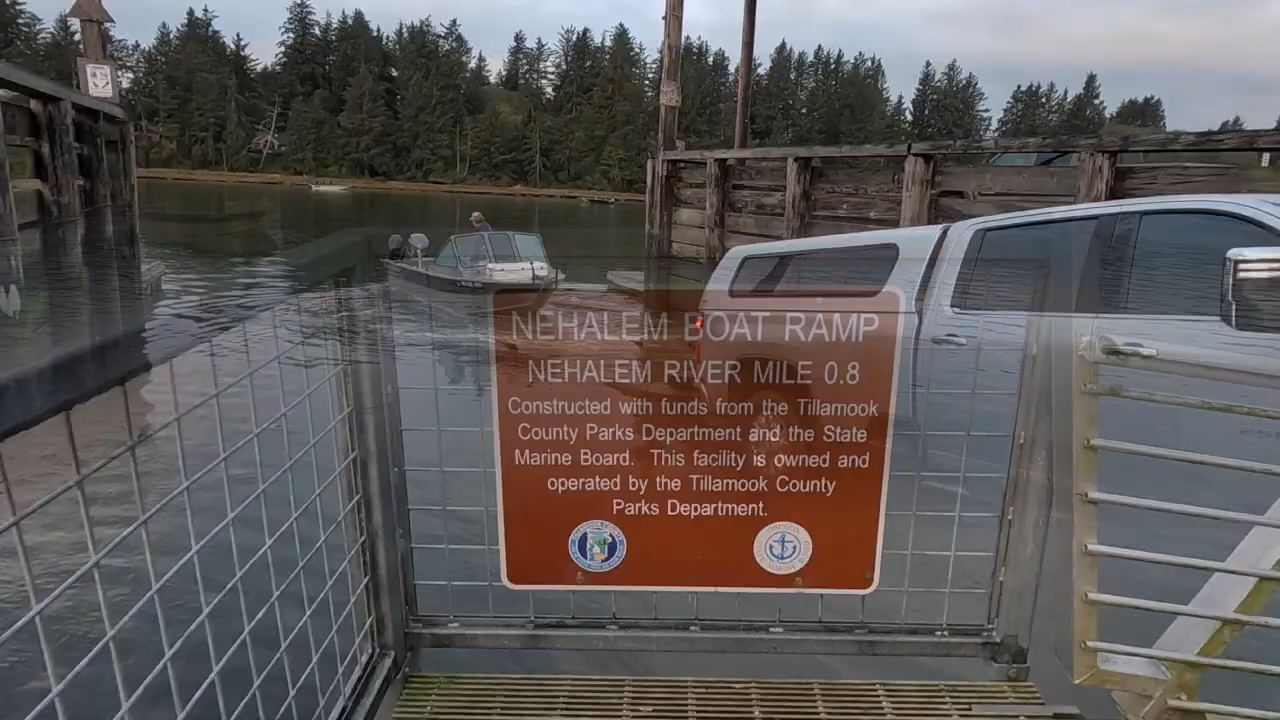 NEHALEM BOAT RAMP
NEHALEM RIVER MILE 0.8
Constructed with funds from the Tillamook
County Parks Department and the State
Marine Board. This facility is owned and
operated by the Tillamook County
Parks Department.